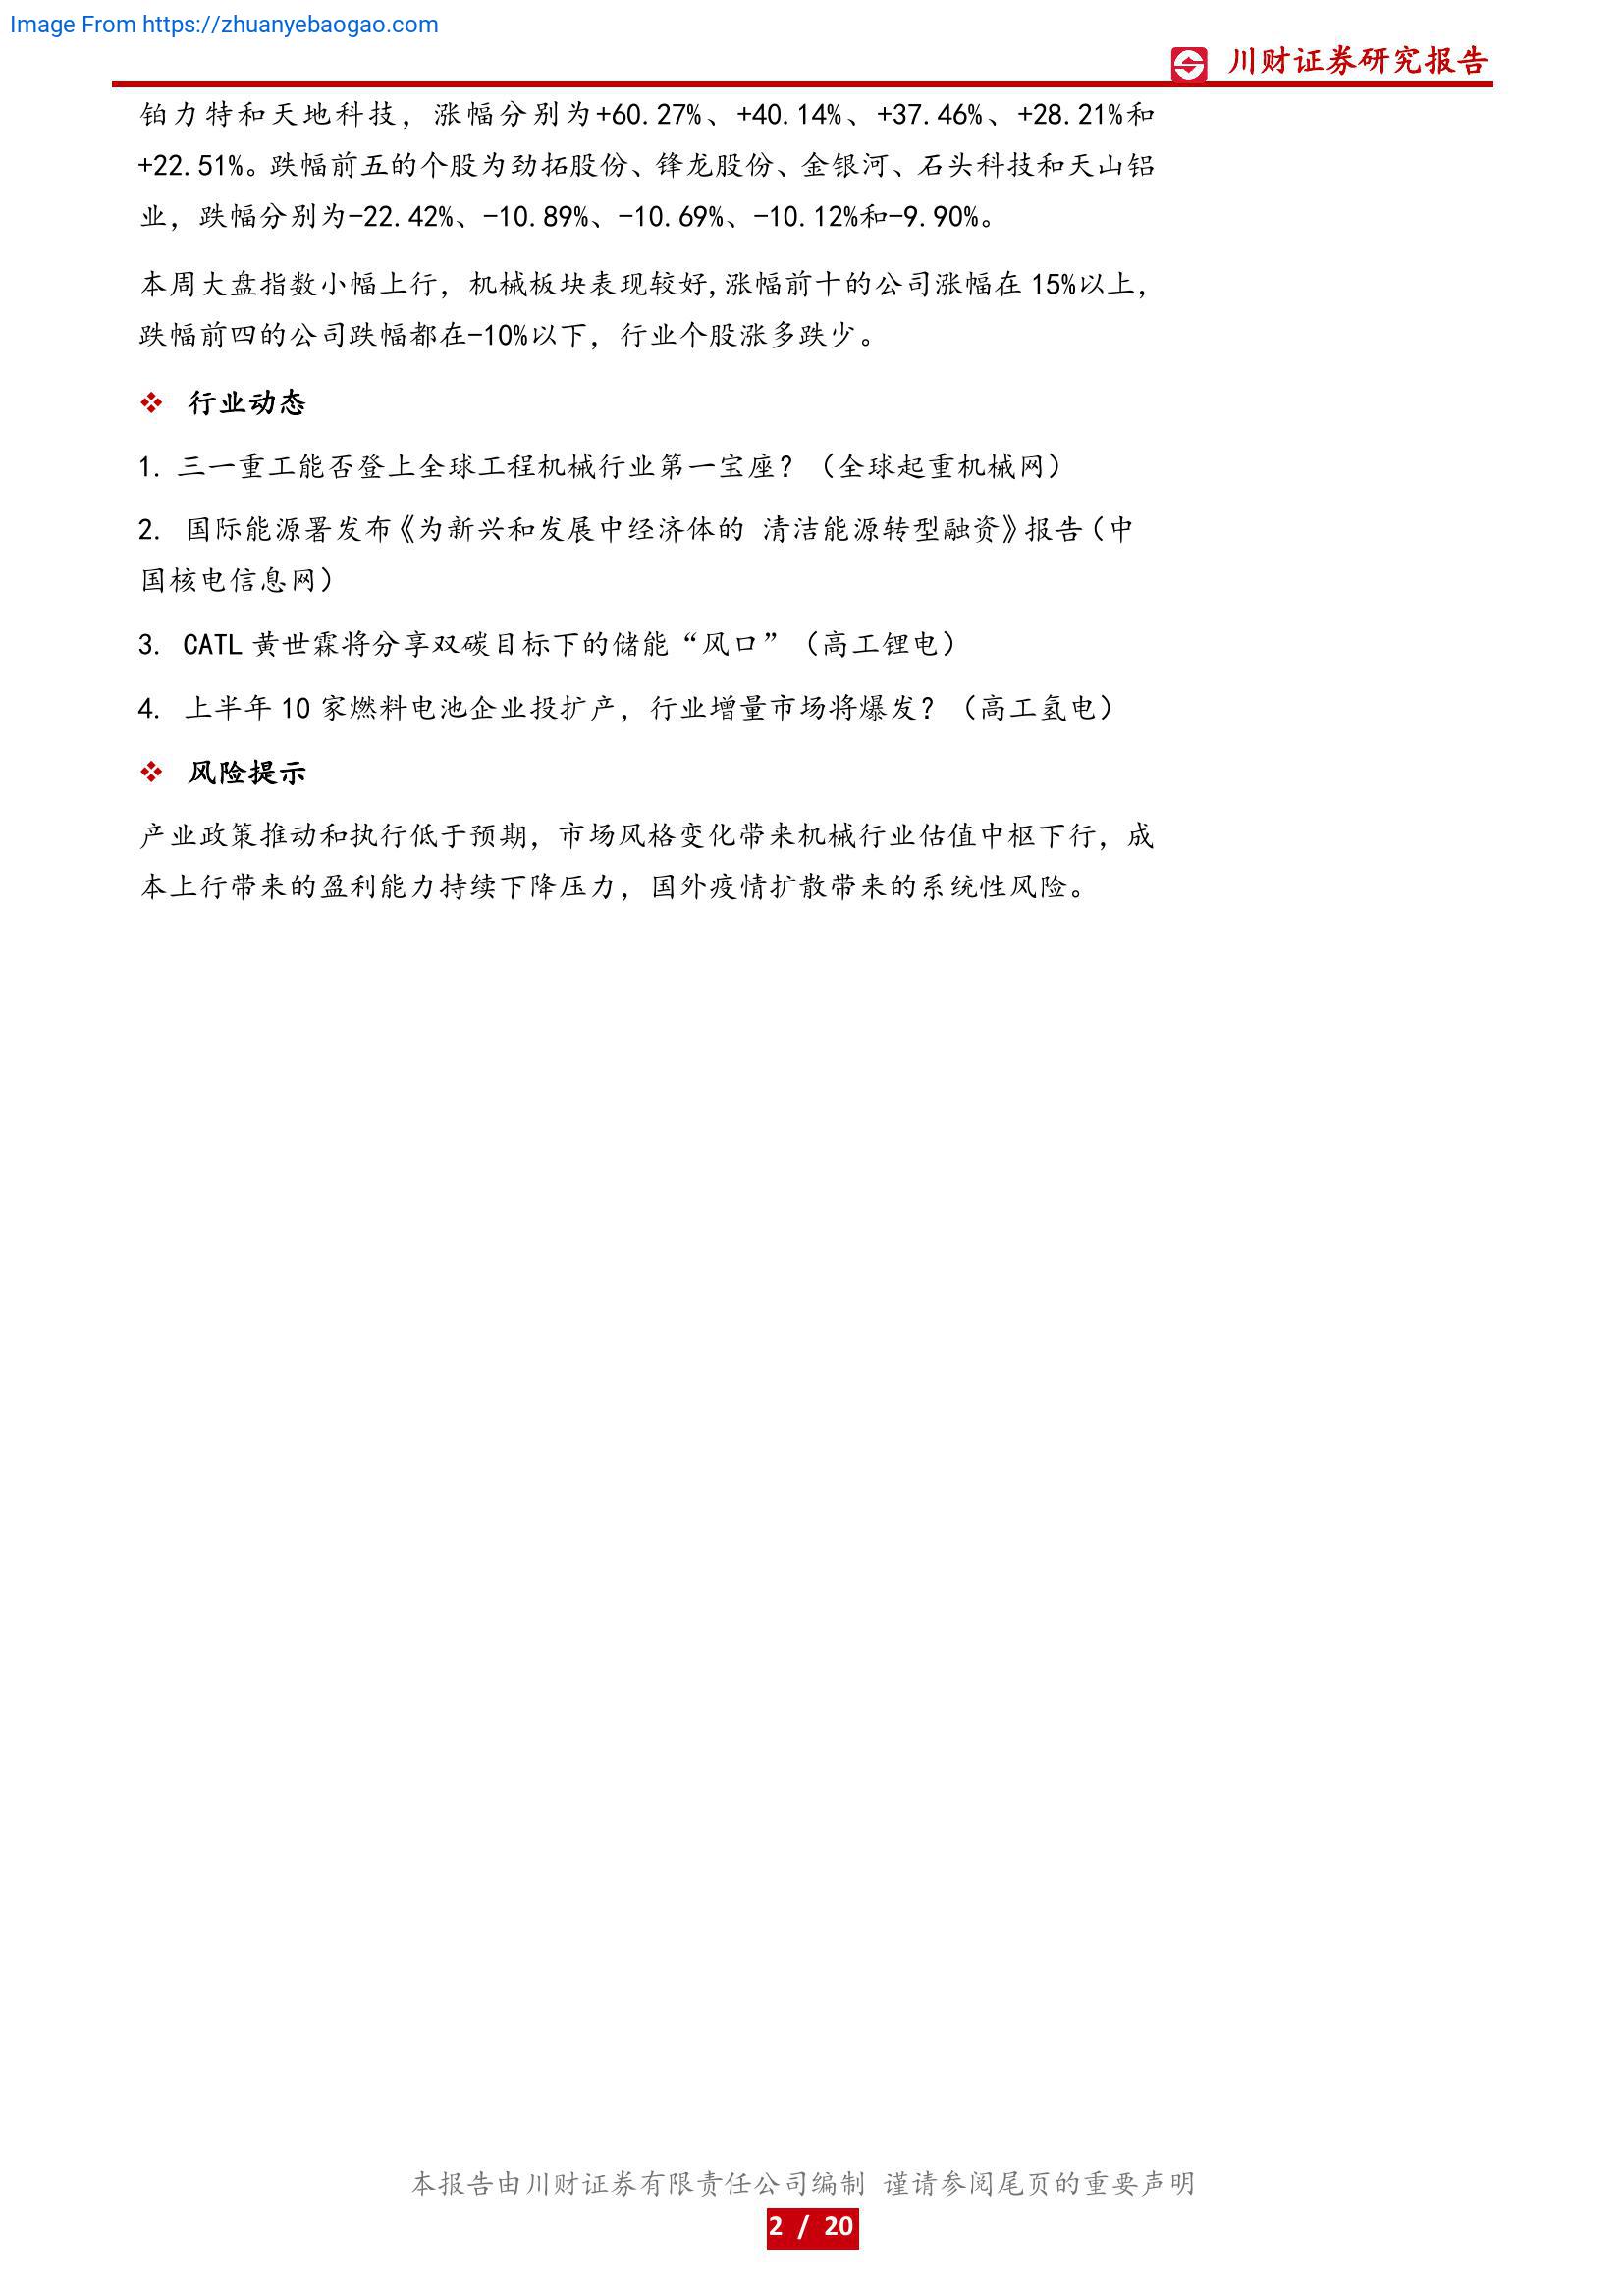 Image From https://zhuanyebaogao.com
川财证券研究报告
铂力特和天地科技，涨幅分别为+60.27%、+40.14%、+37.46%、+28.21%和
+22.51%。跌幅前五的个股为劲拓股份、锋龙股份、金银河、石头科技和天山铝
业，跌幅分别为-22.42%、-10.89%、-10.69%、-10.12%和-9.90%。
本周大盘指数小幅上行，机械板块表现较好,涨幅前十的公司涨幅在 15%以上，
跌幅前四的公司跌幅都在-10%以下，行业个股涨多跌少。
❖ 行业动态
1. 三一重工能否登上全球工程机械行业第一宝座？（全球起重机械网）
2. 国际能源署发布《为新兴和发展中经济体的 清洁能源转型融资》报告（中
国核电信息网）
3. CATL 黄世霖将分享双碳目标下的储能“风口”（高工锂电）
4. 上半年 10 家燃料电池企业投扩产，行业增量市场将爆发？（高工氢电）
❖ 风险提示
产业政策推动和执行低于预期，市场风格变化带来机械行业估值中枢下行，成
本上行带来的盈利能力持续下降压力，国外疫情扩散带来的系统性风险。
本报告由川财证券有限责任公司编制 谨请参阅尾页的重要声明
2 / 20